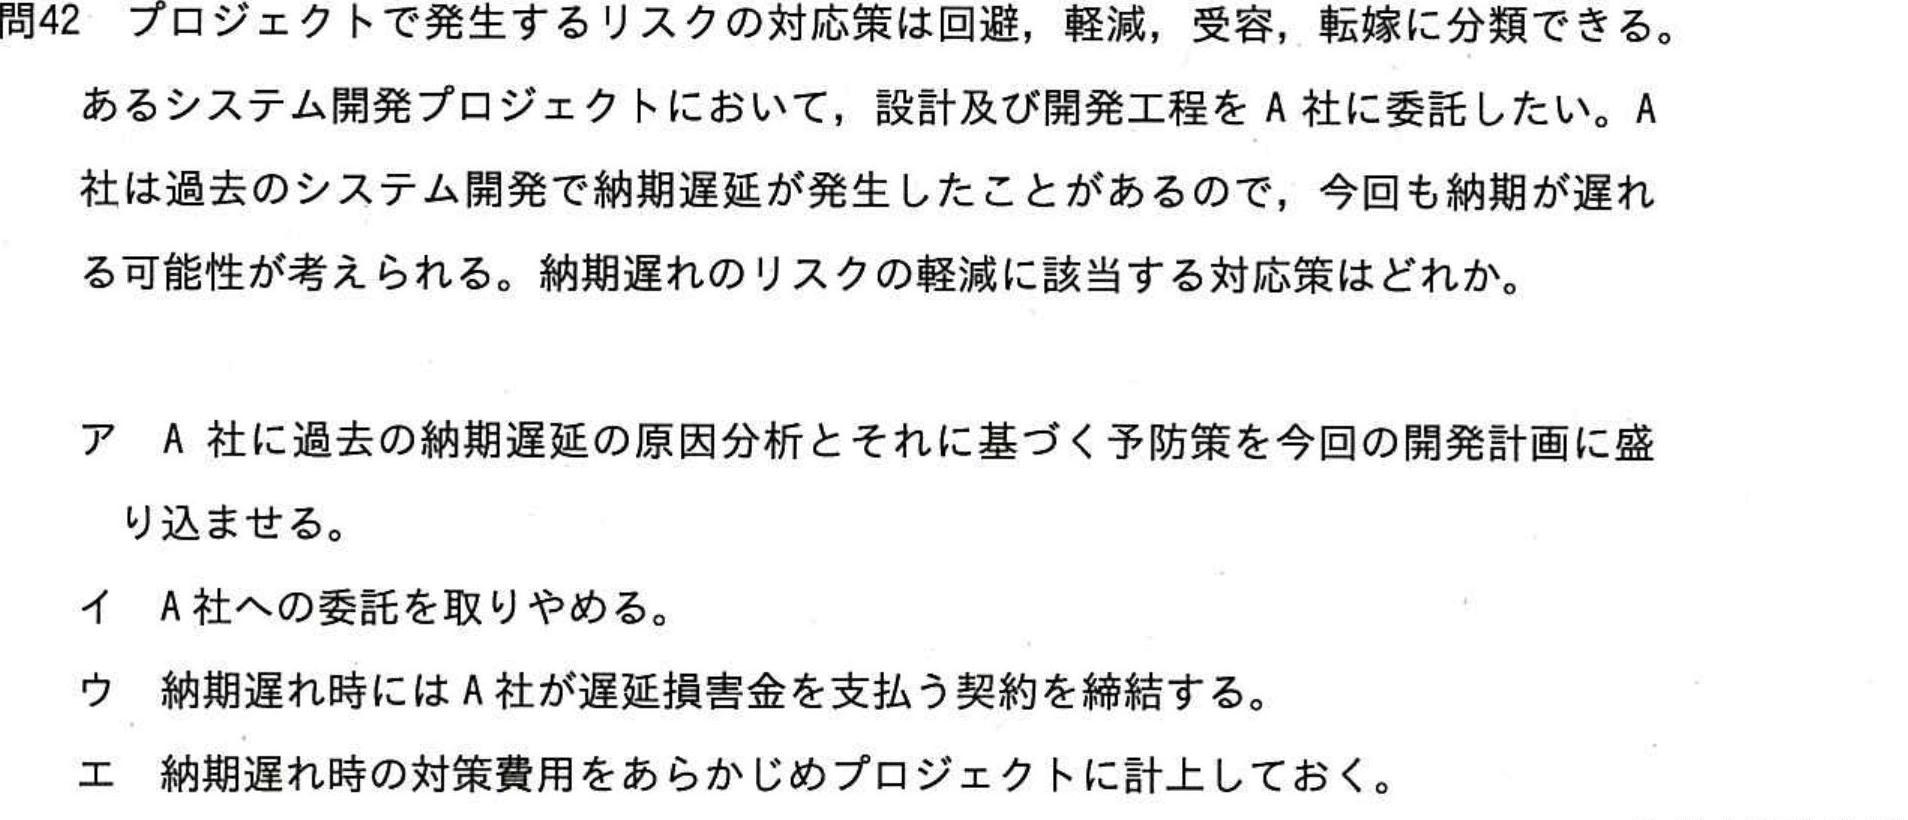 問42　プロジェクトで発生するリスクの対応策は回避，軽減，受容，転嫁に分類できる。
あるシステム開発プロジェクトにおいて，設計及び開発工程を A 社に委託したい。A
社は過去のシステム開発で納期遅延が発生したことがあるので，今回も納期が遅れ
る可能性が考えられる。納期遅れのリスクの軽減に該当する対応策はどれか。
ア　A 社に過去の納期遅延の原因分析とそれに基づく予防策を今回の開発計画に盛
り込ませる。
イ　A 社への委託を取りやめる。
ウ　納期遅れ時には A 社が遅延損害金を支払う契約を締結する。
エ　納期遅れ時の対策費用をあらかじめプロジェクトに計上しておく。